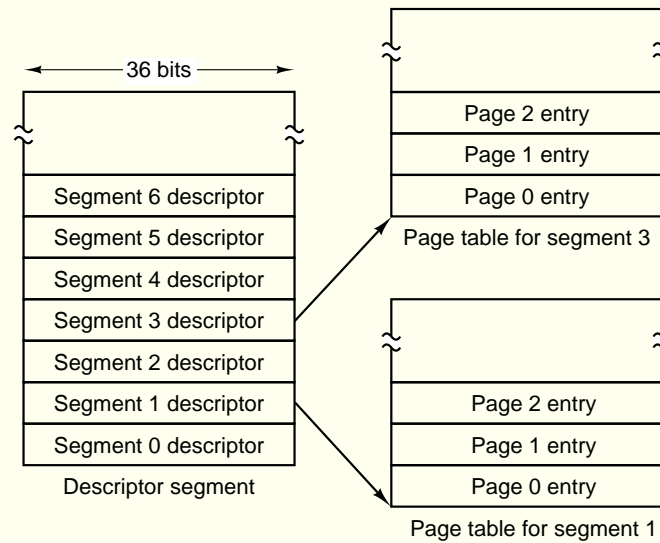 36 bits
Segment 6 descriptor
Segment 5 descriptor
Segment 4 descriptor
Segment 3 descriptor
Segment 2 descriptor
Segment 1 descriptor
Segment 0 descriptor
Descriptor segment
Page 2 entry
Page 1 entry
Page 0 entry
Page table for segment 3
Page 2 entry
Page 1 entry
Page 0 entry
Page table for segment 1